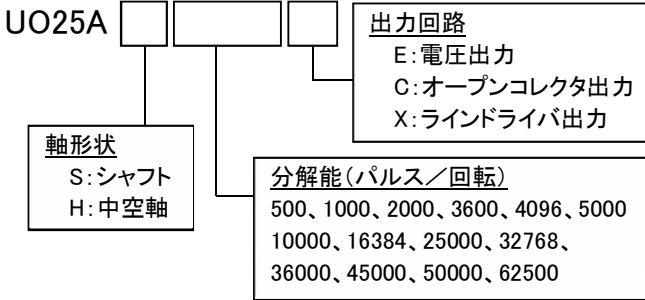 UO25A
出力回路
E:電圧出力
C:オープンコレクタ出力
X:ラインドライバ出力
軸形状
S:シャフト
H:中空軸
分解能(パルス/回転)
500、1000、2000、3600、4096、5000
10000、16384、25000、32768、
36000、45000、50000、62500